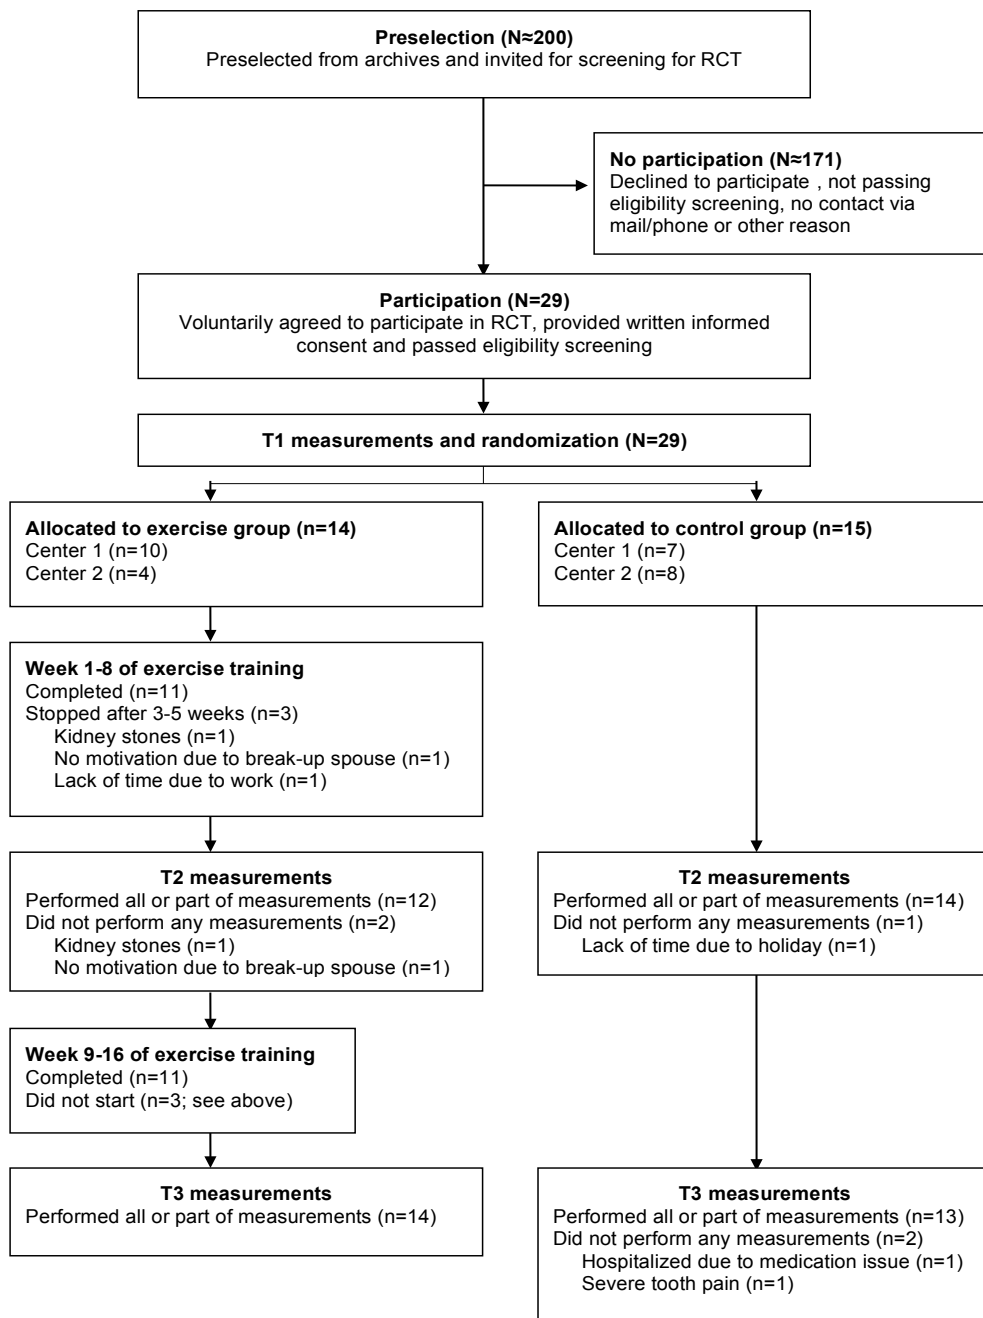 Preselection (N≈200)
Preselected from archives and invited for screening for RCT
No participation (N≈171)
Declined to participate , not passing
eligibility screening, no contact via
mail/phone or other reason
Participation (N=29)
Voluntarily agreed to participate in RCT, provided written informed
consent and passed eligibility screening
T1 measurements and randomization (N=29)
Allocated to exercise group (n=14)
Center 1 (n=10)
Center 2 (n=4)
Allocated to control group (n=15)
Center 1 (n=7)
Center 2 (n=8)
Week 1-8 of exercise training
Completed (n=11)
Stopped after 3-5 weeks (n=3)
Kidney stones (n=1)
No motivation due to break-up spouse (n=1)
Lack of time due to work (n=1)
T2 measurements
Performed all or part of measurements (n=12)
Did not perform any measurements (n=2)
Kidney stones (n=1)
No motivation due to break-up spouse (n=1)
T2 measurements
Performed all or part of measurements (n=14)
Did not perform any measurements (n=1)
Lack of time due to holiday (n=1)
Week 9-16 of exercise training
Completed (n=11)
Did not start (n=3; see above)
T3 measurements
Performed all or part of measurements (n=14)
T3 measurements
Performed all or part of measurements (n=13)
Did not perform any measurements (n=2)
Hospitalized due to medication issue (n=1)
Severe tooth pain (n=1)